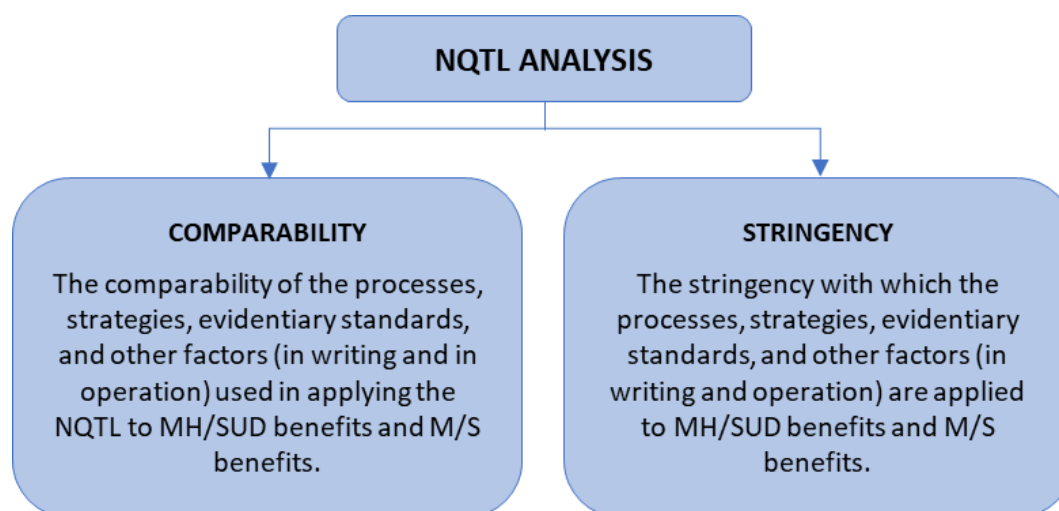 NQTL ANALYSIS
COMPARABILITY
The comparability of the processes,
strategies, evidentiary standards,
and other factors (in writing and in
operation) used in applying the
NQTL to MH/SUD benefits and M/S
benefits.
STRINGENCY
The stringency with which the
processes, strategies, evidentiary
standards, and other factors (in
writing and operation) are applied
to MH/SUD benefits and M/S
benefits.